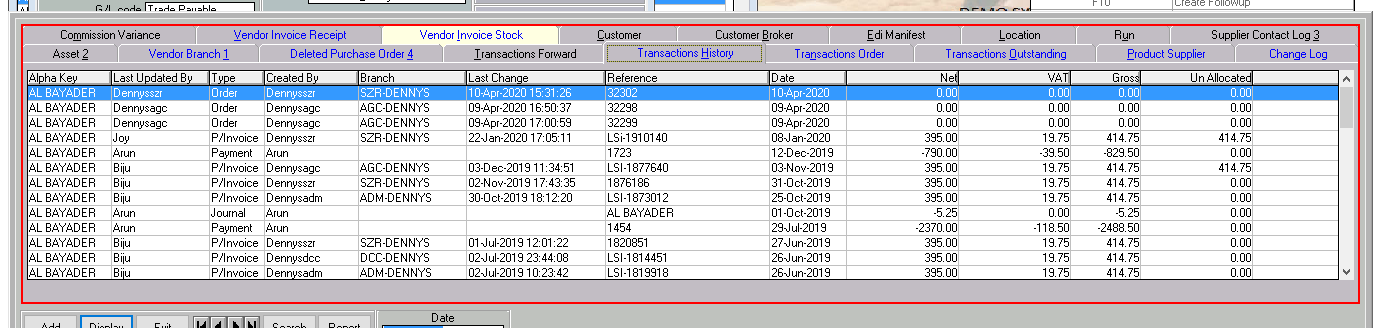 G/L code Trade Payable
DEMO SY
F10 Create Followup
Commission Variance Vendor Invoice Receipt Vendor Invoice Stock Customer Customer Broker Edi Manifest Location Run Supplier Contact Log 3
Asset 2 Vendor Branch 1 Deleted Purchase Order 4 Transactions Forward Transactions History Transactions Order Transactions Outstanding Product Supplier Change Log
Alpha Key Last Updated By Type Created By Branch Last Change Reference Date Net VAT Gross Un Allocated
AL BAYADER Dennyszr Order Dennyszr SZR-DENNYS 10-Apr-2020 15:31:26 32302 10-Apr-2020 0.00 0.00 0.00 0.00
AL BAYADER Dennysagc Order Dennysagc AGC-DENNYS 09-Apr-2020 16:50:37 32298 09-Apr-2020 0.00 0.00 0.00 0.00
AL BAYADER Dennysagc Order Dennysagc AGC-DENNYS 09-Apr-2020 17:00:59 32299 09-Apr-2020 0.00 0.00 0.00 0.00
AL BAYADER Joy P/Invoice Dennyszr SZR-DENNYS 22-Jan-2020 17:05:11 LSi-1910140 08-Jan-2020 395.00 19.75 414.75 414.75
AL BAYADER Arun Payment Arun 1723 12-Dec-2019 -790.00 -39.50 -829.50 0.00
AL BAYADER Biju P/Invoice Dennysagc AGC-DENNYS 03-Dec-2019 11:34:51 LSI-1877640 03-Nov-2019 395.00 19.75 414.75 414.75
AL BAYADER Biju P/Invoice Dennyszr SZR-DENNYS 02-Nov-2019 17:43:35 1876186 31-Oct-2019 395.00 19.75 414.75 0.00
AL BAYADER Biju P/Invoice Dennysadm ADM-DENNYS 30-Oct-2019 18:12:20 LSI-1873012 25-Oct-2019 395.00 19.75 414.75 0.00
AL BAYADER Arun Journal Arun AL BAYADER 01-Oct-2019 -5.25 0.00 -5.25 0.00
AL BAYADER Arun Payment Arun 1454 29-Jul-2019 -2370.00 -118.50 -2488.50 0.00
AL BAYADER Biju P/Invoice Dennyszr SZR-DENNYS 01-Jul-2019 12:01:22 1820851 27-Jun-2019 395.00 19.75 414.75 0.00
AL BAYADER Biju P/Invoice Dennysdcc DCC-DENNYS 02-Jul-2019 23:44:08 LSI-1814451 26-Jun-2019 395.00 19.75 414.75 0.00
AL BAYADER Biju P/Invoice Dennysadm ADM-DENNYS 02-Jul-2019 10:23:42 LSI-1819918 26-Jun-2019 395.00 19.75 414.75 0.00
Add Display Exit Search Report Date